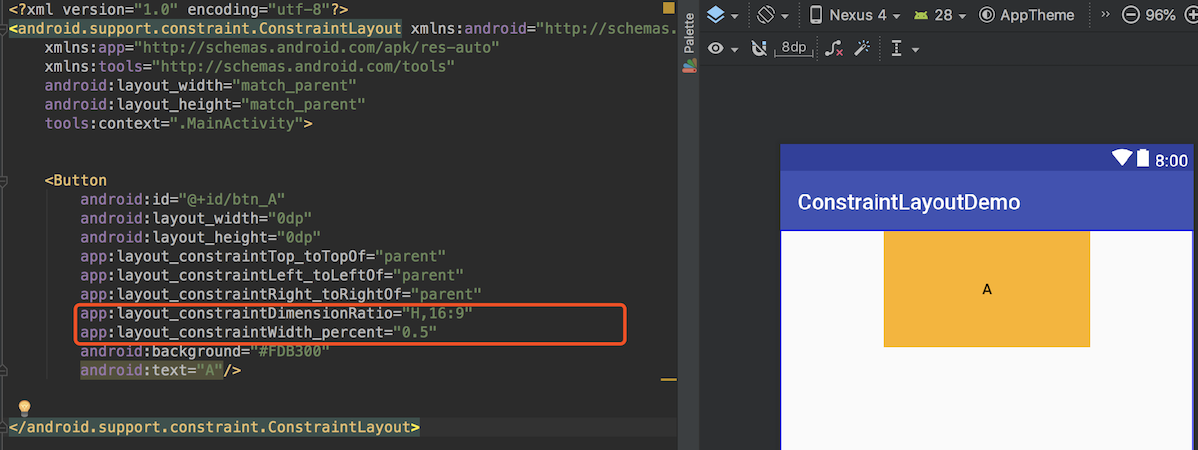 <?xml version="1.0" encoding="utf-8"?>
<android.support.constraint.ConstraintLayout xmlns:android="http://schemas.
xmlns:app="http://schemas.android.com/apk/res-auto"
xmlns:tools="http://schemas.android.com/tools"
android:layout_width="match_parent"
android:layout_height="match_parent"
tools:context=".MainActivity">
<Button
android:id="@+id/btn_A"
android:layout_width="0dp"
android:layout_height="0dp"
app:layout_constraintTop_toTopOf="parent"
app:layout_constraintLeft_toLeftOf="parent"
app:layout_constraintRight_toRightOf="parent"
app:layout_constraintDimensionRatio="H,16:9"
app:layout_constraintWidth_percent="0.5"
android:background="#FDB300"
android:text="A"/>
</android.support.constraint.ConstraintLayout>
Palette
Nexus 4 28 AppTheme » 96%
8dp
8:00
ConstraintLayoutDemo
A